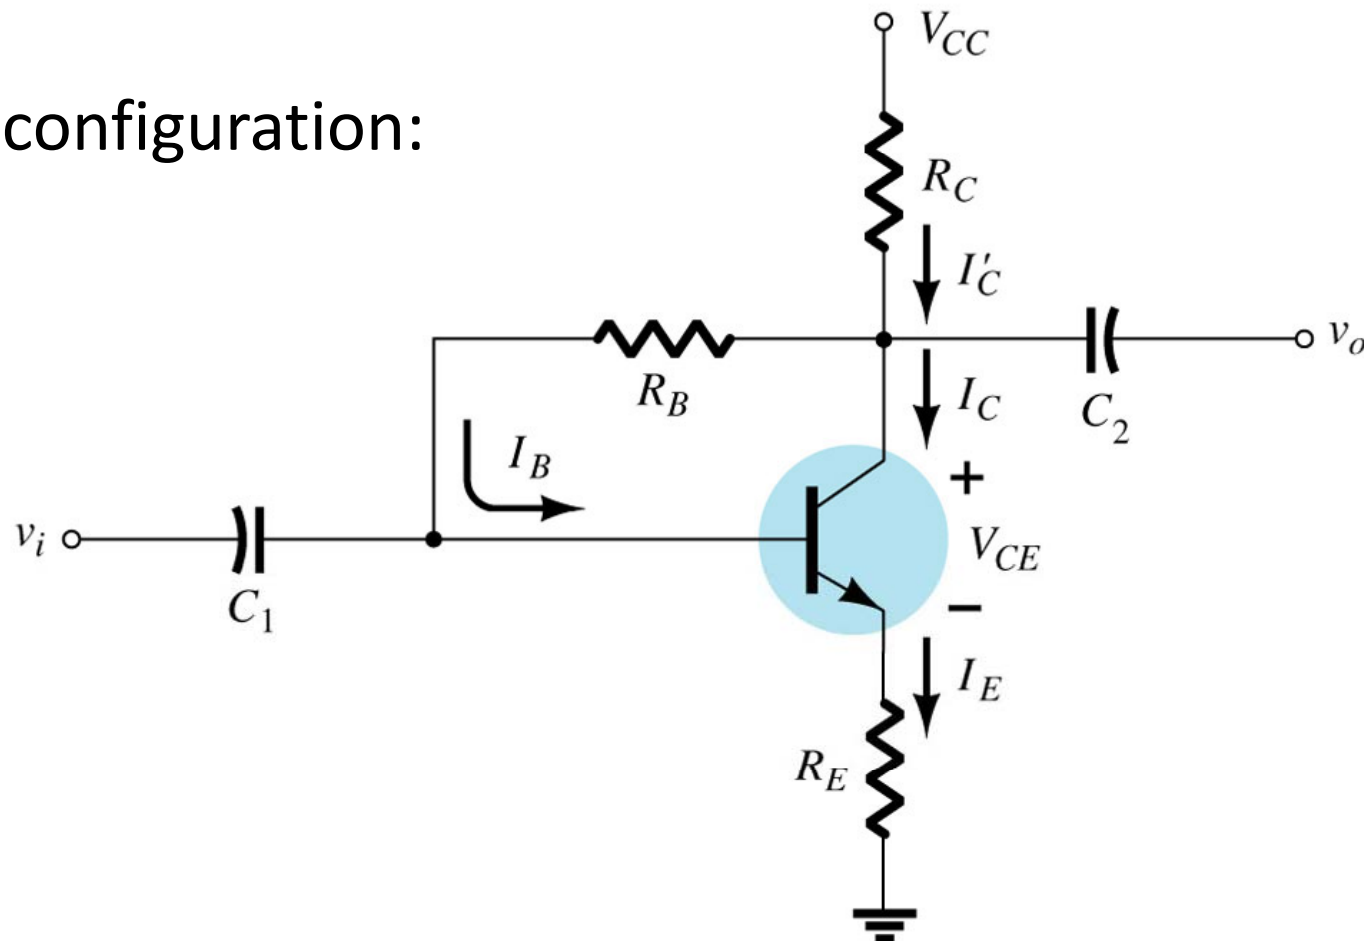 V_CC
configuration:
R_C
I'_C
v_o
R_B
I_C
C_2
I_B
+
v_i
V_CE
C_1
−
I_E
R_E